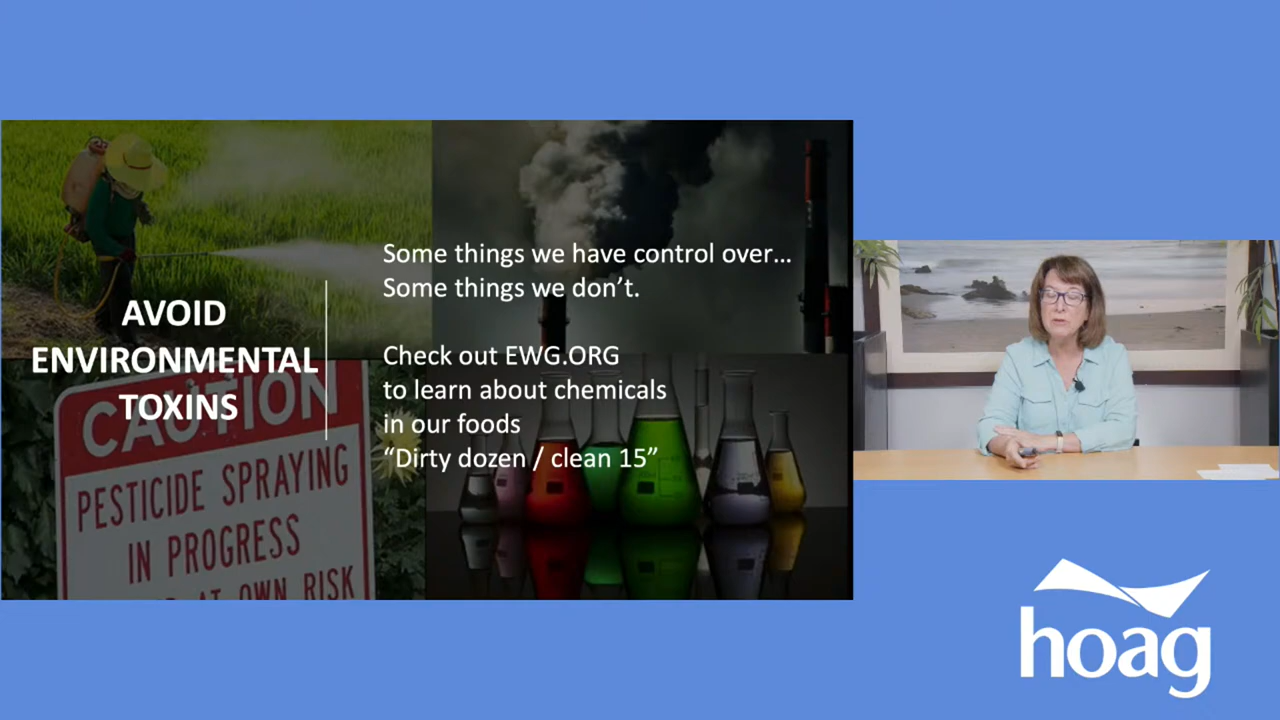 AVOID
ENVIRONMENTAL
TOXINS
Some things we have control over...
Some things we don't.
Check out EWG.ORG
to learn about chemicals
in our foods
“Dirty dozen / clean 15”
CAUTION
PESTICIDE SPRAYING
IN PROGRESS
AT OWN RISK
hoag